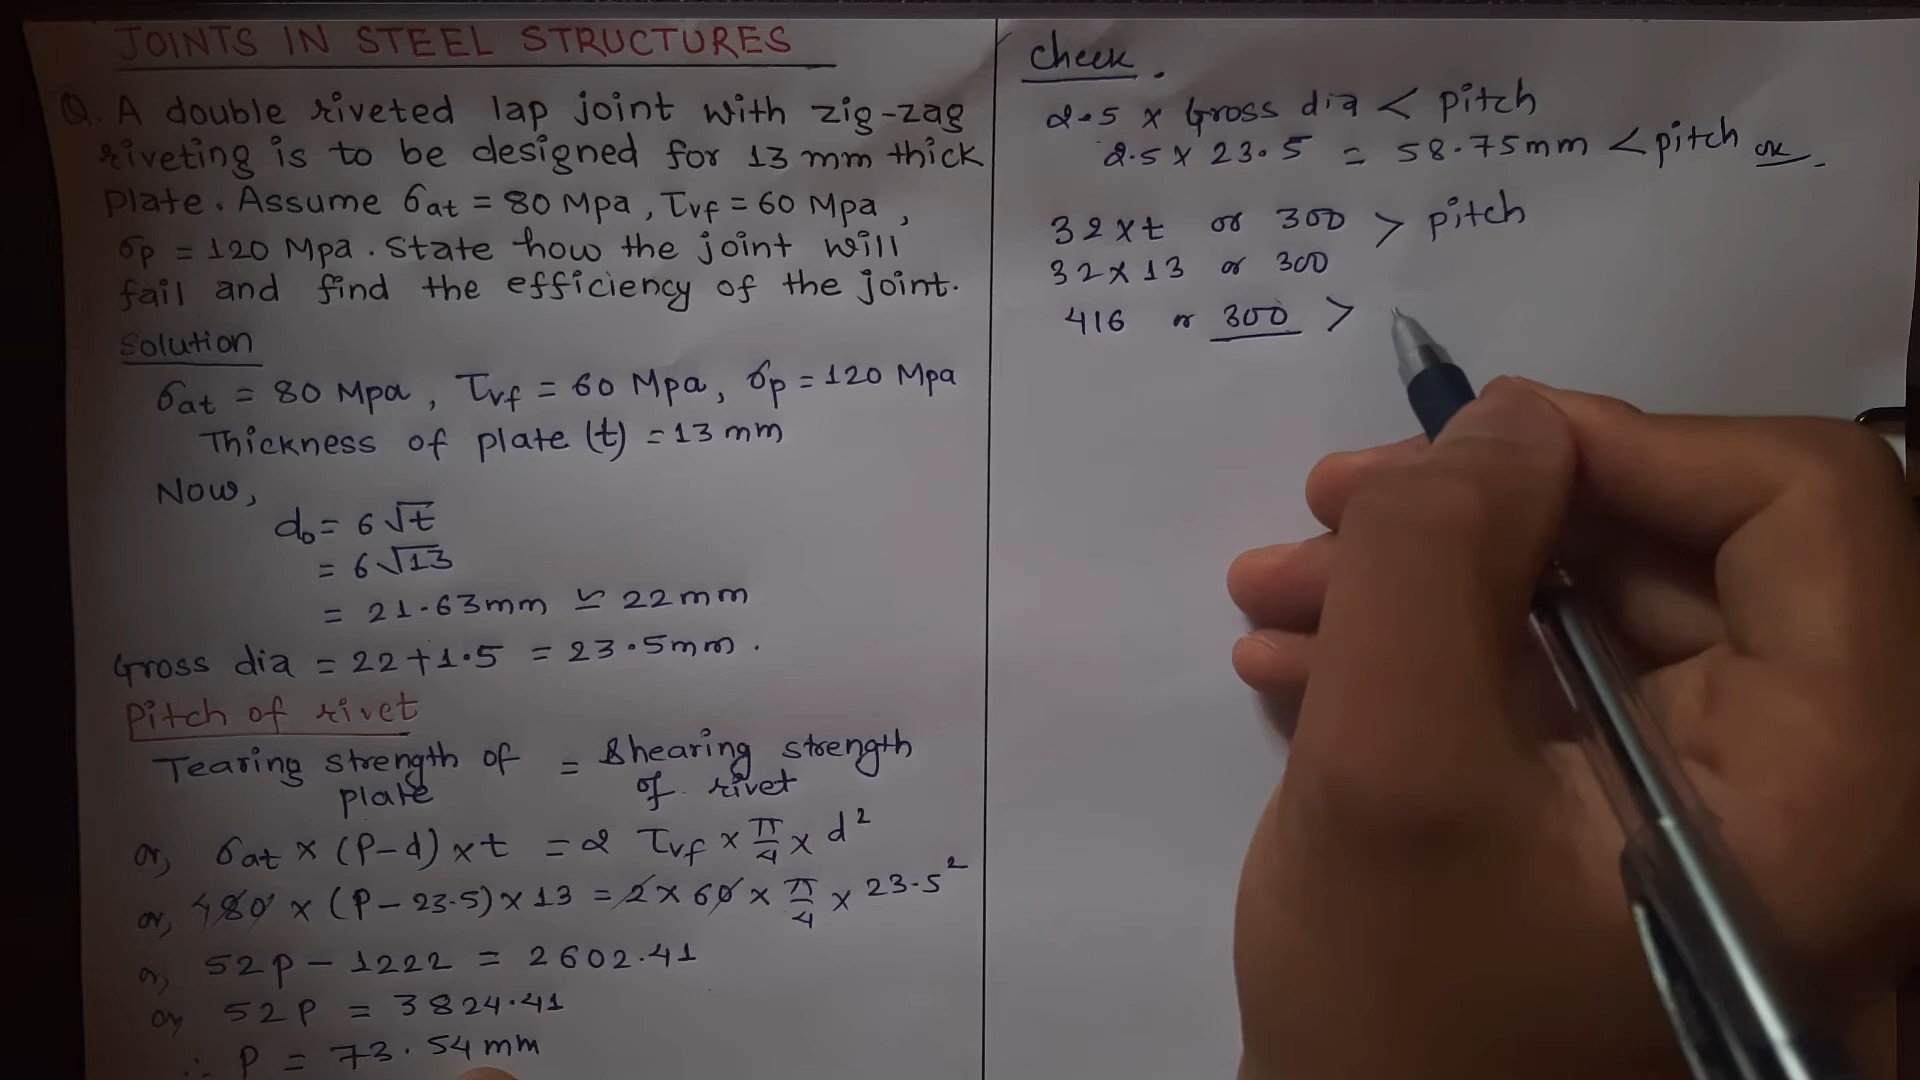 JOINTS IN STEEL STRUCTURES
Q. A double riveted lap joint with zig-zag
riveting is to be designed for 13 mm thick
plate. Assume σat = 80 Mpa, τvf = 60 Mpa,
σp = 120 Mpa. State how the joint will
fail and find the efficiency of the joint.
Solution
σat = 80 Mpa, τvf = 60 Mpa, σp = 120 Mpa
Thickness of plate (t) = 13 mm
Now,
do = 6√t
= 6√13
= 21.63mm ≃ 22mm
Gross dia = 22+1.5 = 23.5mm.
Pitch of rivet
Tearing strength of plate = Shearing strength of rivet
or, σat × (P-d) × t = 2 τvf × π/4 × d²
or, 480 × (P - 23.5) × 13 = 2 × 60 × π/4 × 23.5²
or, 52p - 1222 = 2602.41
or, 52P = 3824.41
∴ P = 73.54mm
Check.
2.5 × Gross dia < pitch
2.5 × 23.5 = 58.75mm < pitch ok.
32×t or 300 > pitch
32×13 or 300
416 or 300 >